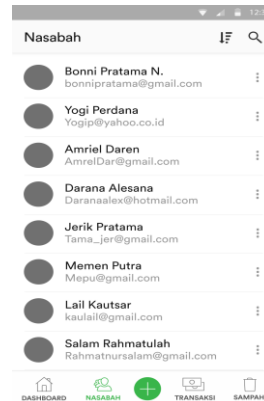 Nasabah
Bonni Pratama N.
bonnipratama@gmail.com
Yogi Perdana
Yogip@yahoo.co.id
Amriel Daren
AmrelDar@gmail.com
Darana Alesana
Daranaalex@hotmail.com
Jerik Pratama
Tama_jer@gmail.com
Memen Putra
Mepu@gmail.com
Lail Kautsar
kaulail@gmail.com
Salam Rahmatulah
Rahmatnursalam@gmail.com
DASHBOARD NASABAH TRANSAKSI SAMPAH